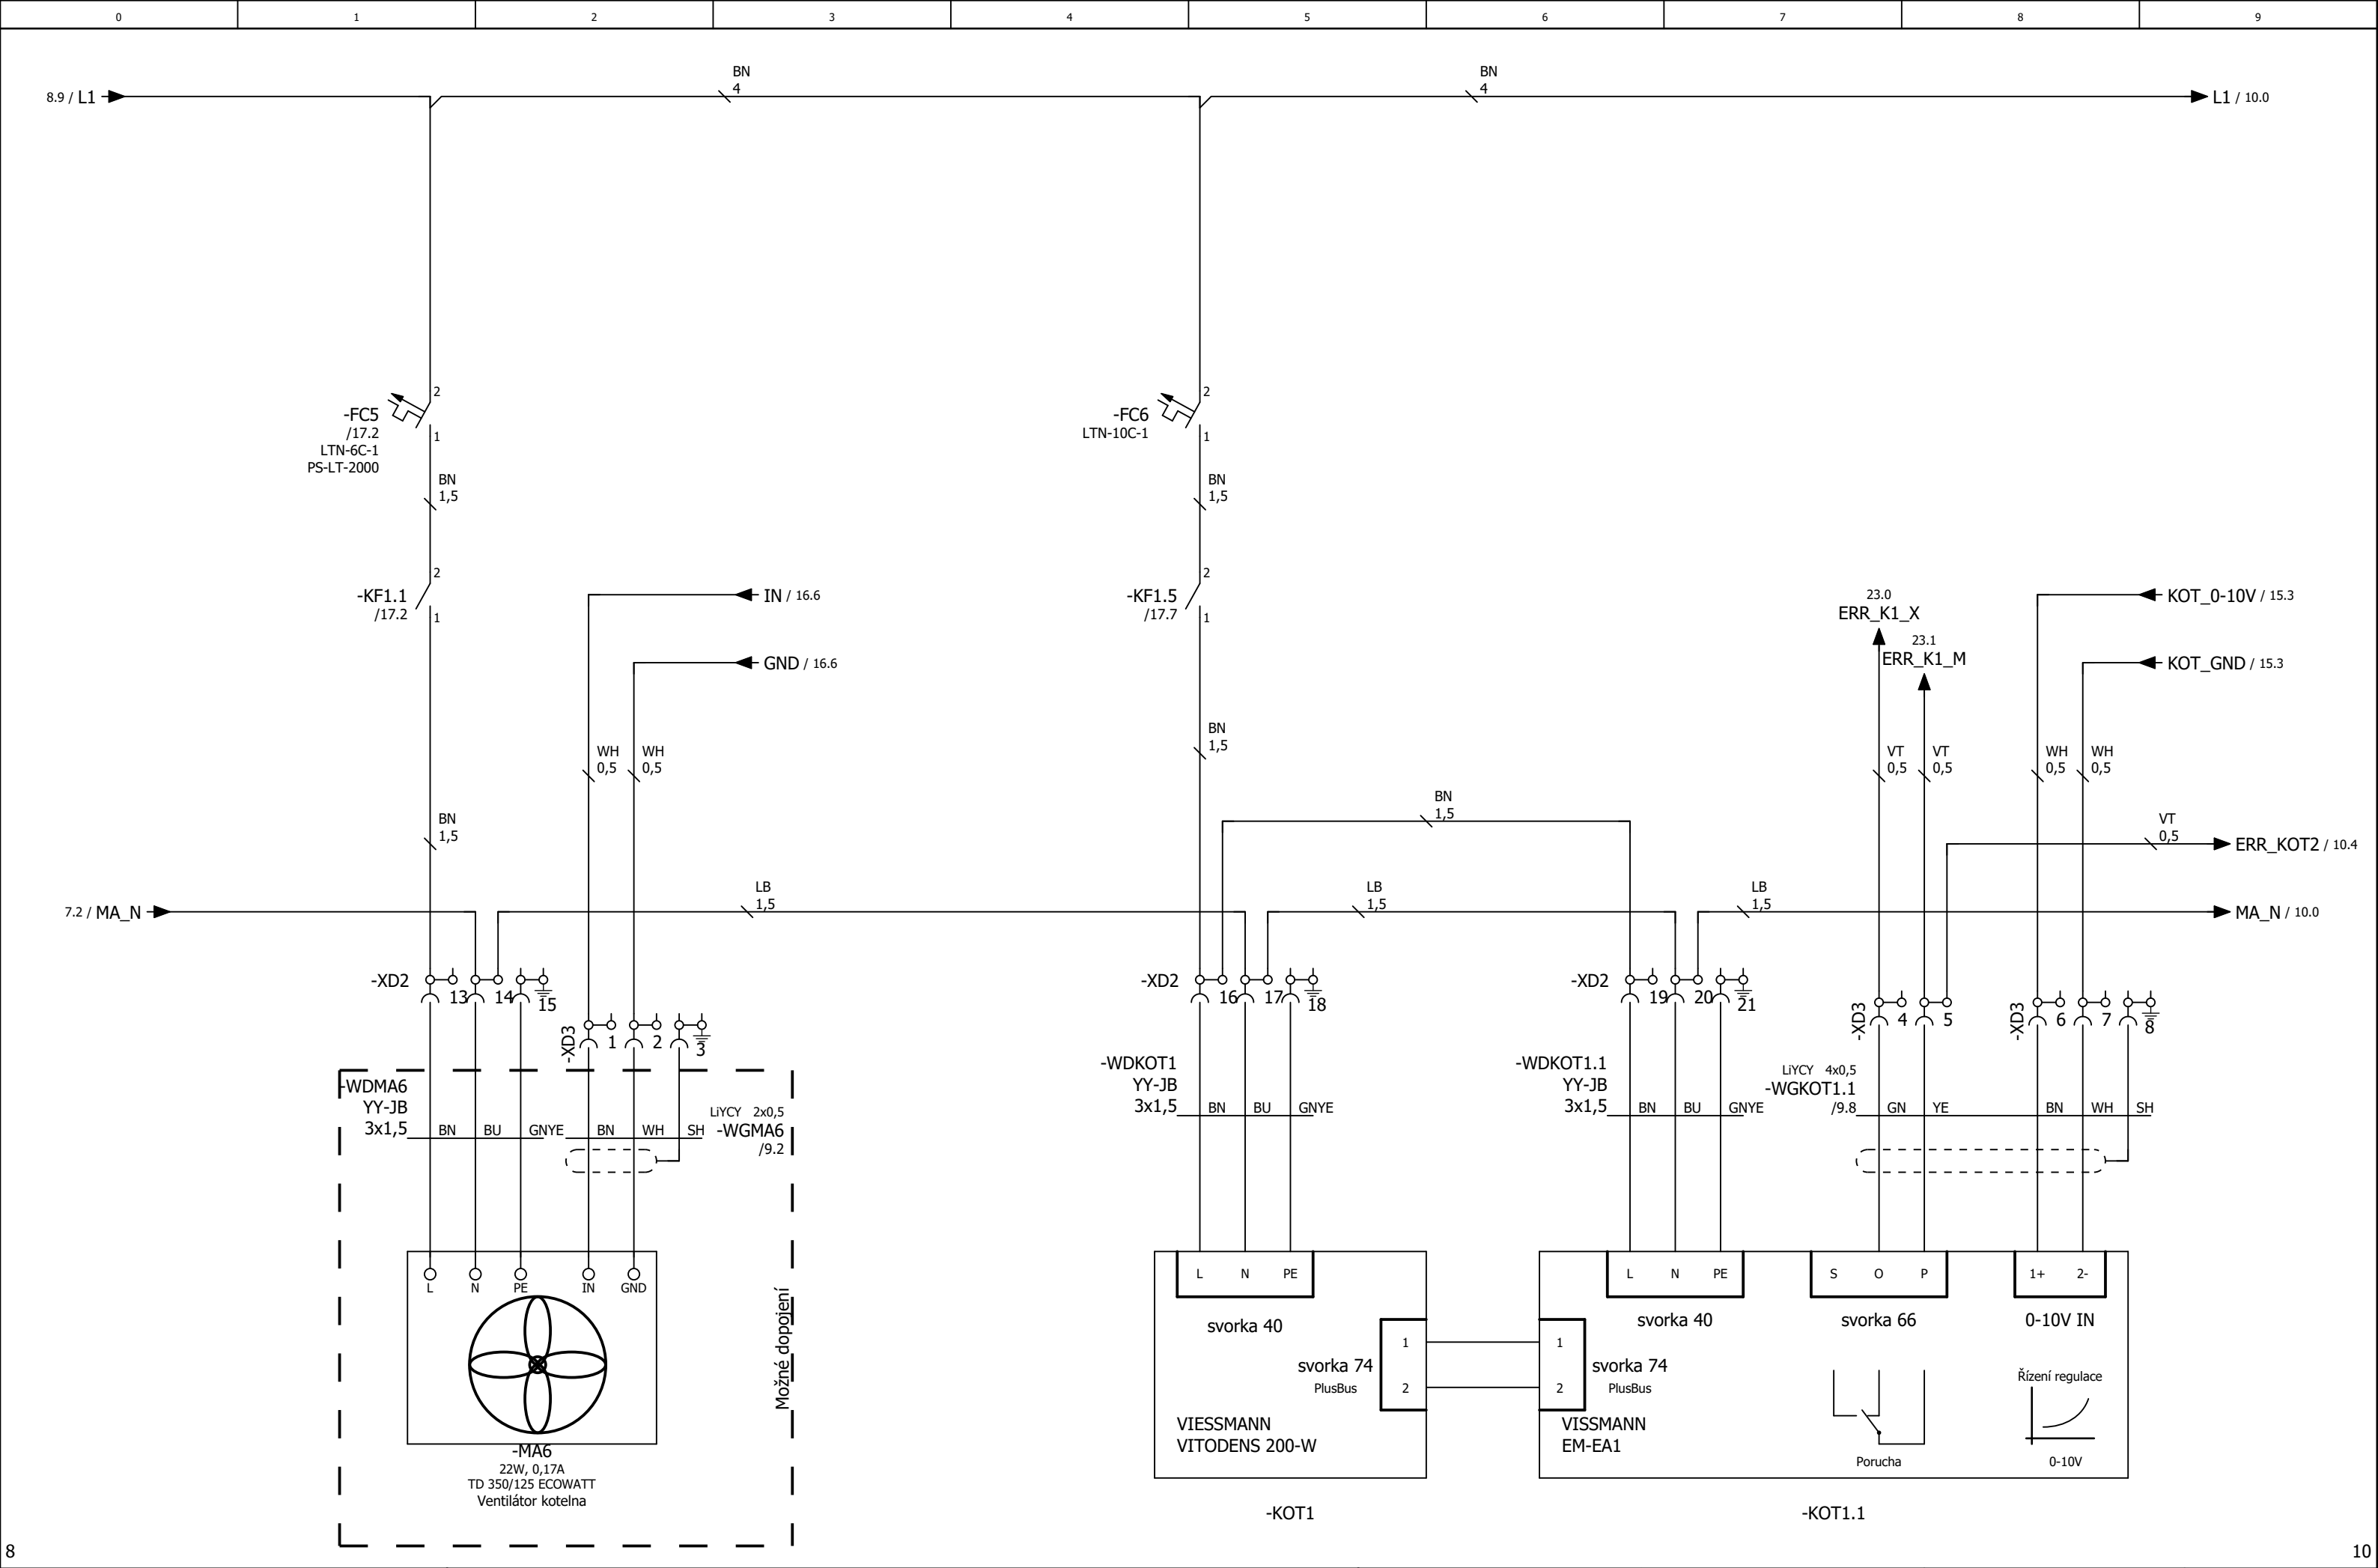 0 1 2 3 4 5 6 7 8 9
BN
4
BN
4
8.9 / L1
L1 / 10.0
-FC5
/17.2
LTN-6C-1
PS-LT-2000
2
1
BN
1,5
-FC6
LTN-10C-1
2
1
BN
1,5
-KF1.1
/17.2
2
1
IN / 16.6
GND / 16.6
-KF1.5
/17.7
2
1
23.0
ERR_K1_X
23.1
ERR_K1_M
KOT_0-10V / 15.3
KOT_GND / 15.3
WH
0,5
WH
0,5
BN
1,5
VT
0,5
VT
0,5
WH
0,5
WH
0,5
BN
1,5
BN
1,5
VT
0,5
ERR_KOT2 / 10.4
7.2 / MA_N
LB
1,5
LB
1,5
LB
1,5
MA_N / 10.0
-XD2 13 14 15
-XD3 1 2 3
-XD2 16 17 18
-XD2 19 20 21
-XD3 4 5
-XD3 6 7 8
-WDMA6
YY-JB
3x1,5
BN BU GNYE
BN WH SH
LiYCY 2x0,5
-WGMA6
/9.2
-WDKOT1
YY-JB
3x1,5
BN BU GNYE
-WDKOT1.1
YY-JB
3x1,5
BN BU GNYE
LiYCY 4x0,5
-WGKOT1.1
/9.8
GN YE BN WH SH
L N PE IN GND
Možné dopojení
-MA6
22W, 0,17A
TD 350/125 ECOWATT
Ventilátor kotelna
L N PE
svorka 40
svorka 74
PlusBus
1
2
VIESSMANN
VITODENS 200-W
-KOT1
1
2
svorka 74
PlusBus
VISSMANN
EM-EA1
L N PE
svorka 40
S O P
svorka 66
Porucha
1+ 2-
0-10V IN
Řízení regulace
0-10V
-KOT1.1
8
10